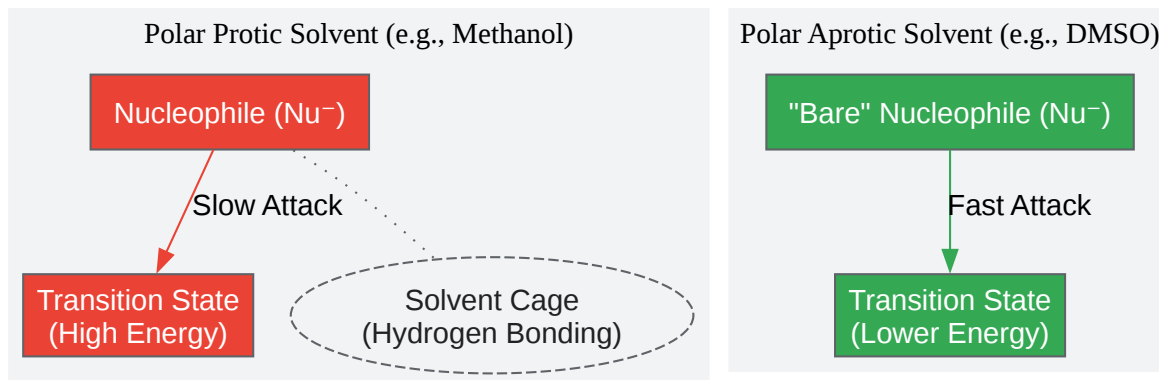 Polar Protic Solvent (e.g., Methanol)
Nucleophile (Nu⁻)
Slow Attack
Transition State
(High Energy)
Solvent Cage
(Hydrogen Bonding)
Polar Aprotic Solvent (e.g., DMSO)
"Bare" Nucleophile (Nu⁻)
Fast Attack
Transition State
(Lower Energy)